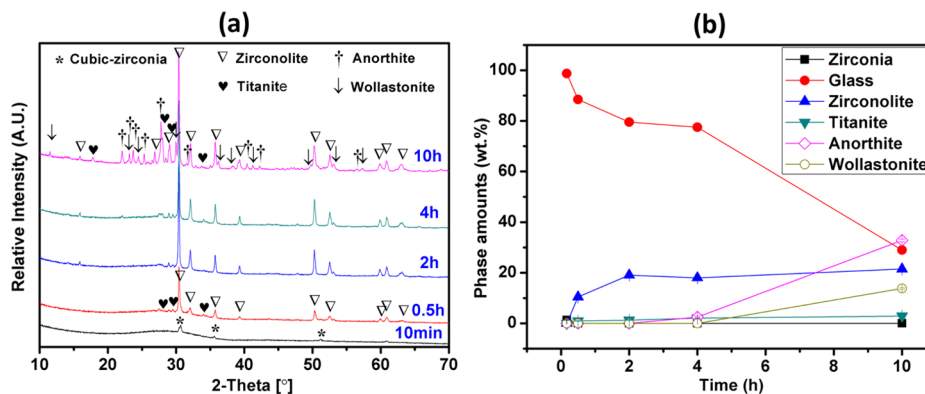 (a)
* Cubic-zirconia ▽ Zirconolite † Anorthite
♥ Titanite ↓ Wollastonite
10h
4h
2h
0.5h
10min
Relative Intensity (A.U.)
10 20 30 40 50 60 70
2-Theta [°]
(b)
Zirconia
Glass
Zirconolite
Titanite
Anorthite
Wollastonite
Phase amounts (wt.%)
100
80
60
40
20
0
0 2 4 6 8 10
Time (h)